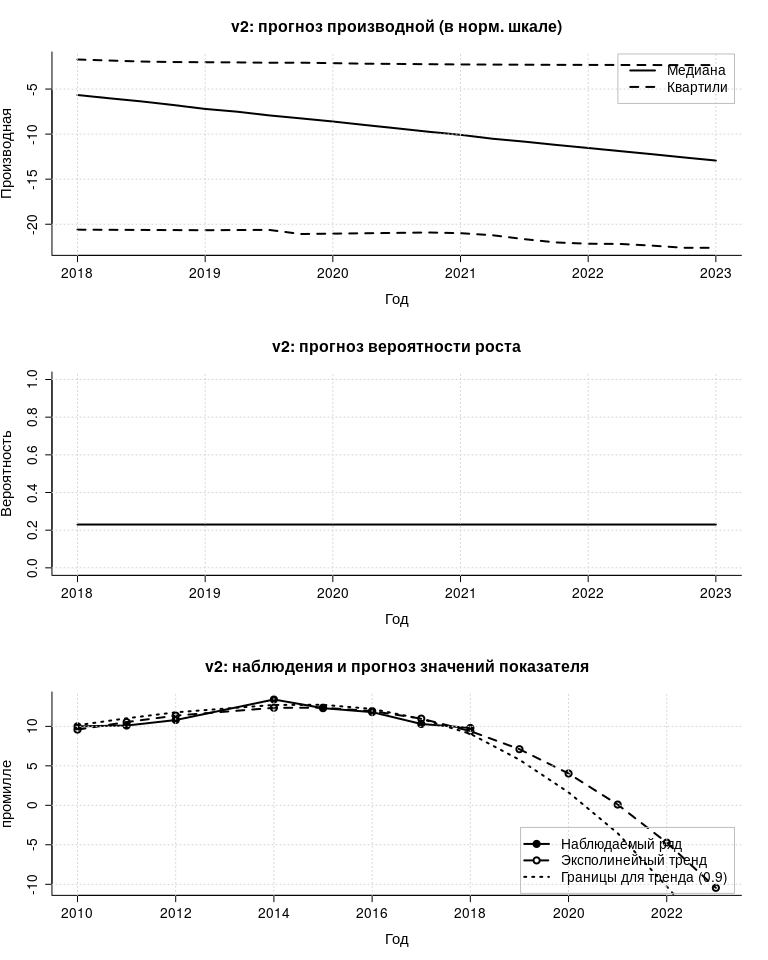 v2: прогноз производной (в норм. шкале)
Производная
-5
-10
-15
-20
Медиана
Квартили
2018 2019 2020 2021 2022 2023
Год
v2: прогноз вероятности роста
Вероятность
1.0
0.8
0.6
0.4
0.2
0.0
2018 2019 2020 2021 2022 2023
Год
v2: наблюдения и прогноз значений показателя
промилле
10
5
0
-5
-10
Наблюдаемый ряд
Эксполинейный тренд
Границы для тренда (0.9)
2010 2012 2014 2016 2018 2020 2022
Год